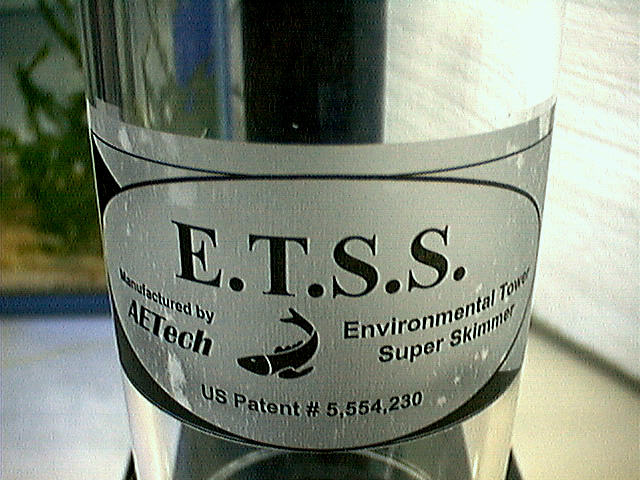 E.T.S.S.
Manufactured by
AETech
Environmental Tower
Super Skimmer
US Patent # 5,554,230